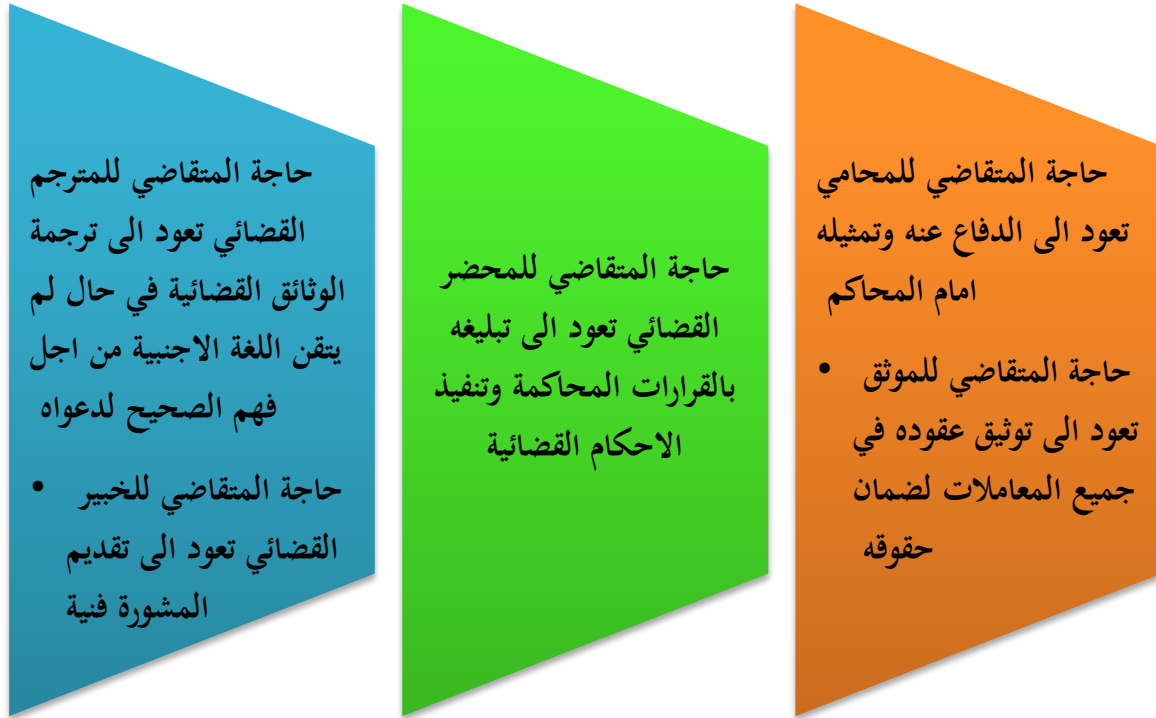 حاجة المتقاضي للمحامي
تعود الى الدفاع عنه وتمثيله
امام المحاكم
• حاجة المتقاضي للموثق
تعود الى توثيق عقوده في
جميع المعاملات لضمان
حقوقه
حاجة المتقاضي للمحضر
القضائي تعود الى تبليغه
بالقرارات المحاكمة وتنفيذ
الاحكام القضائية
حاجة المتقاضي للمترجم
القضائي تعود الى ترجمة
الوثائق القضائية في حال لم
يتقن اللغة الاجنبية من اجل
فهم الصحيح لدعواه
• حاجة المتقاضي للخبير
القضائي تعود الى تقديم
المشورة فنية